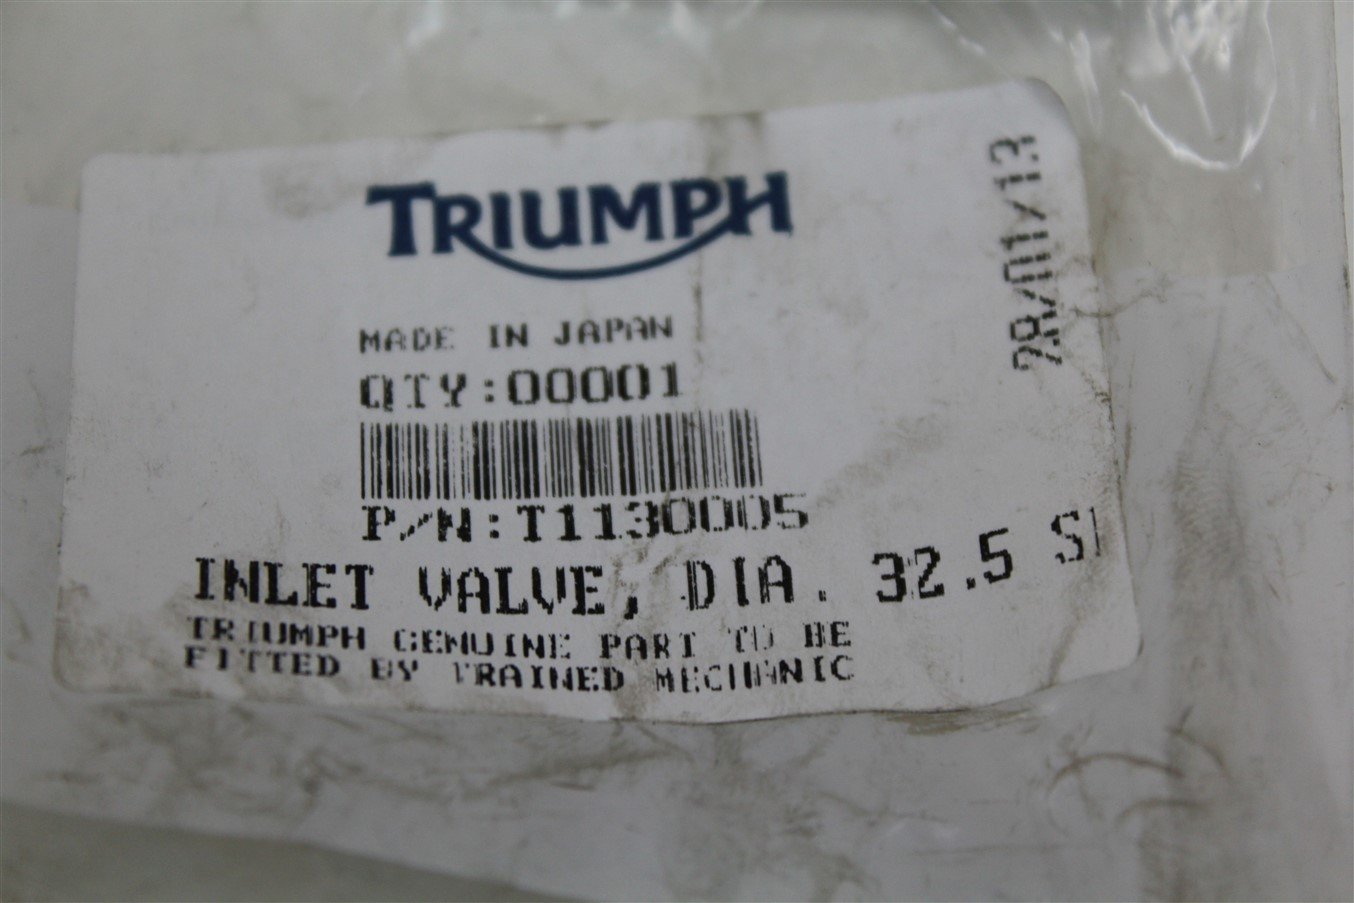 TRIUMPH
28/01/13
MADE IN JAPAN
QTY:00001
P/N:T1130005
INLET VALVE, DIA. 32.5
TRIUMPH GENUINE PART TO BE
FITTED BY TRAINED MECHANIC